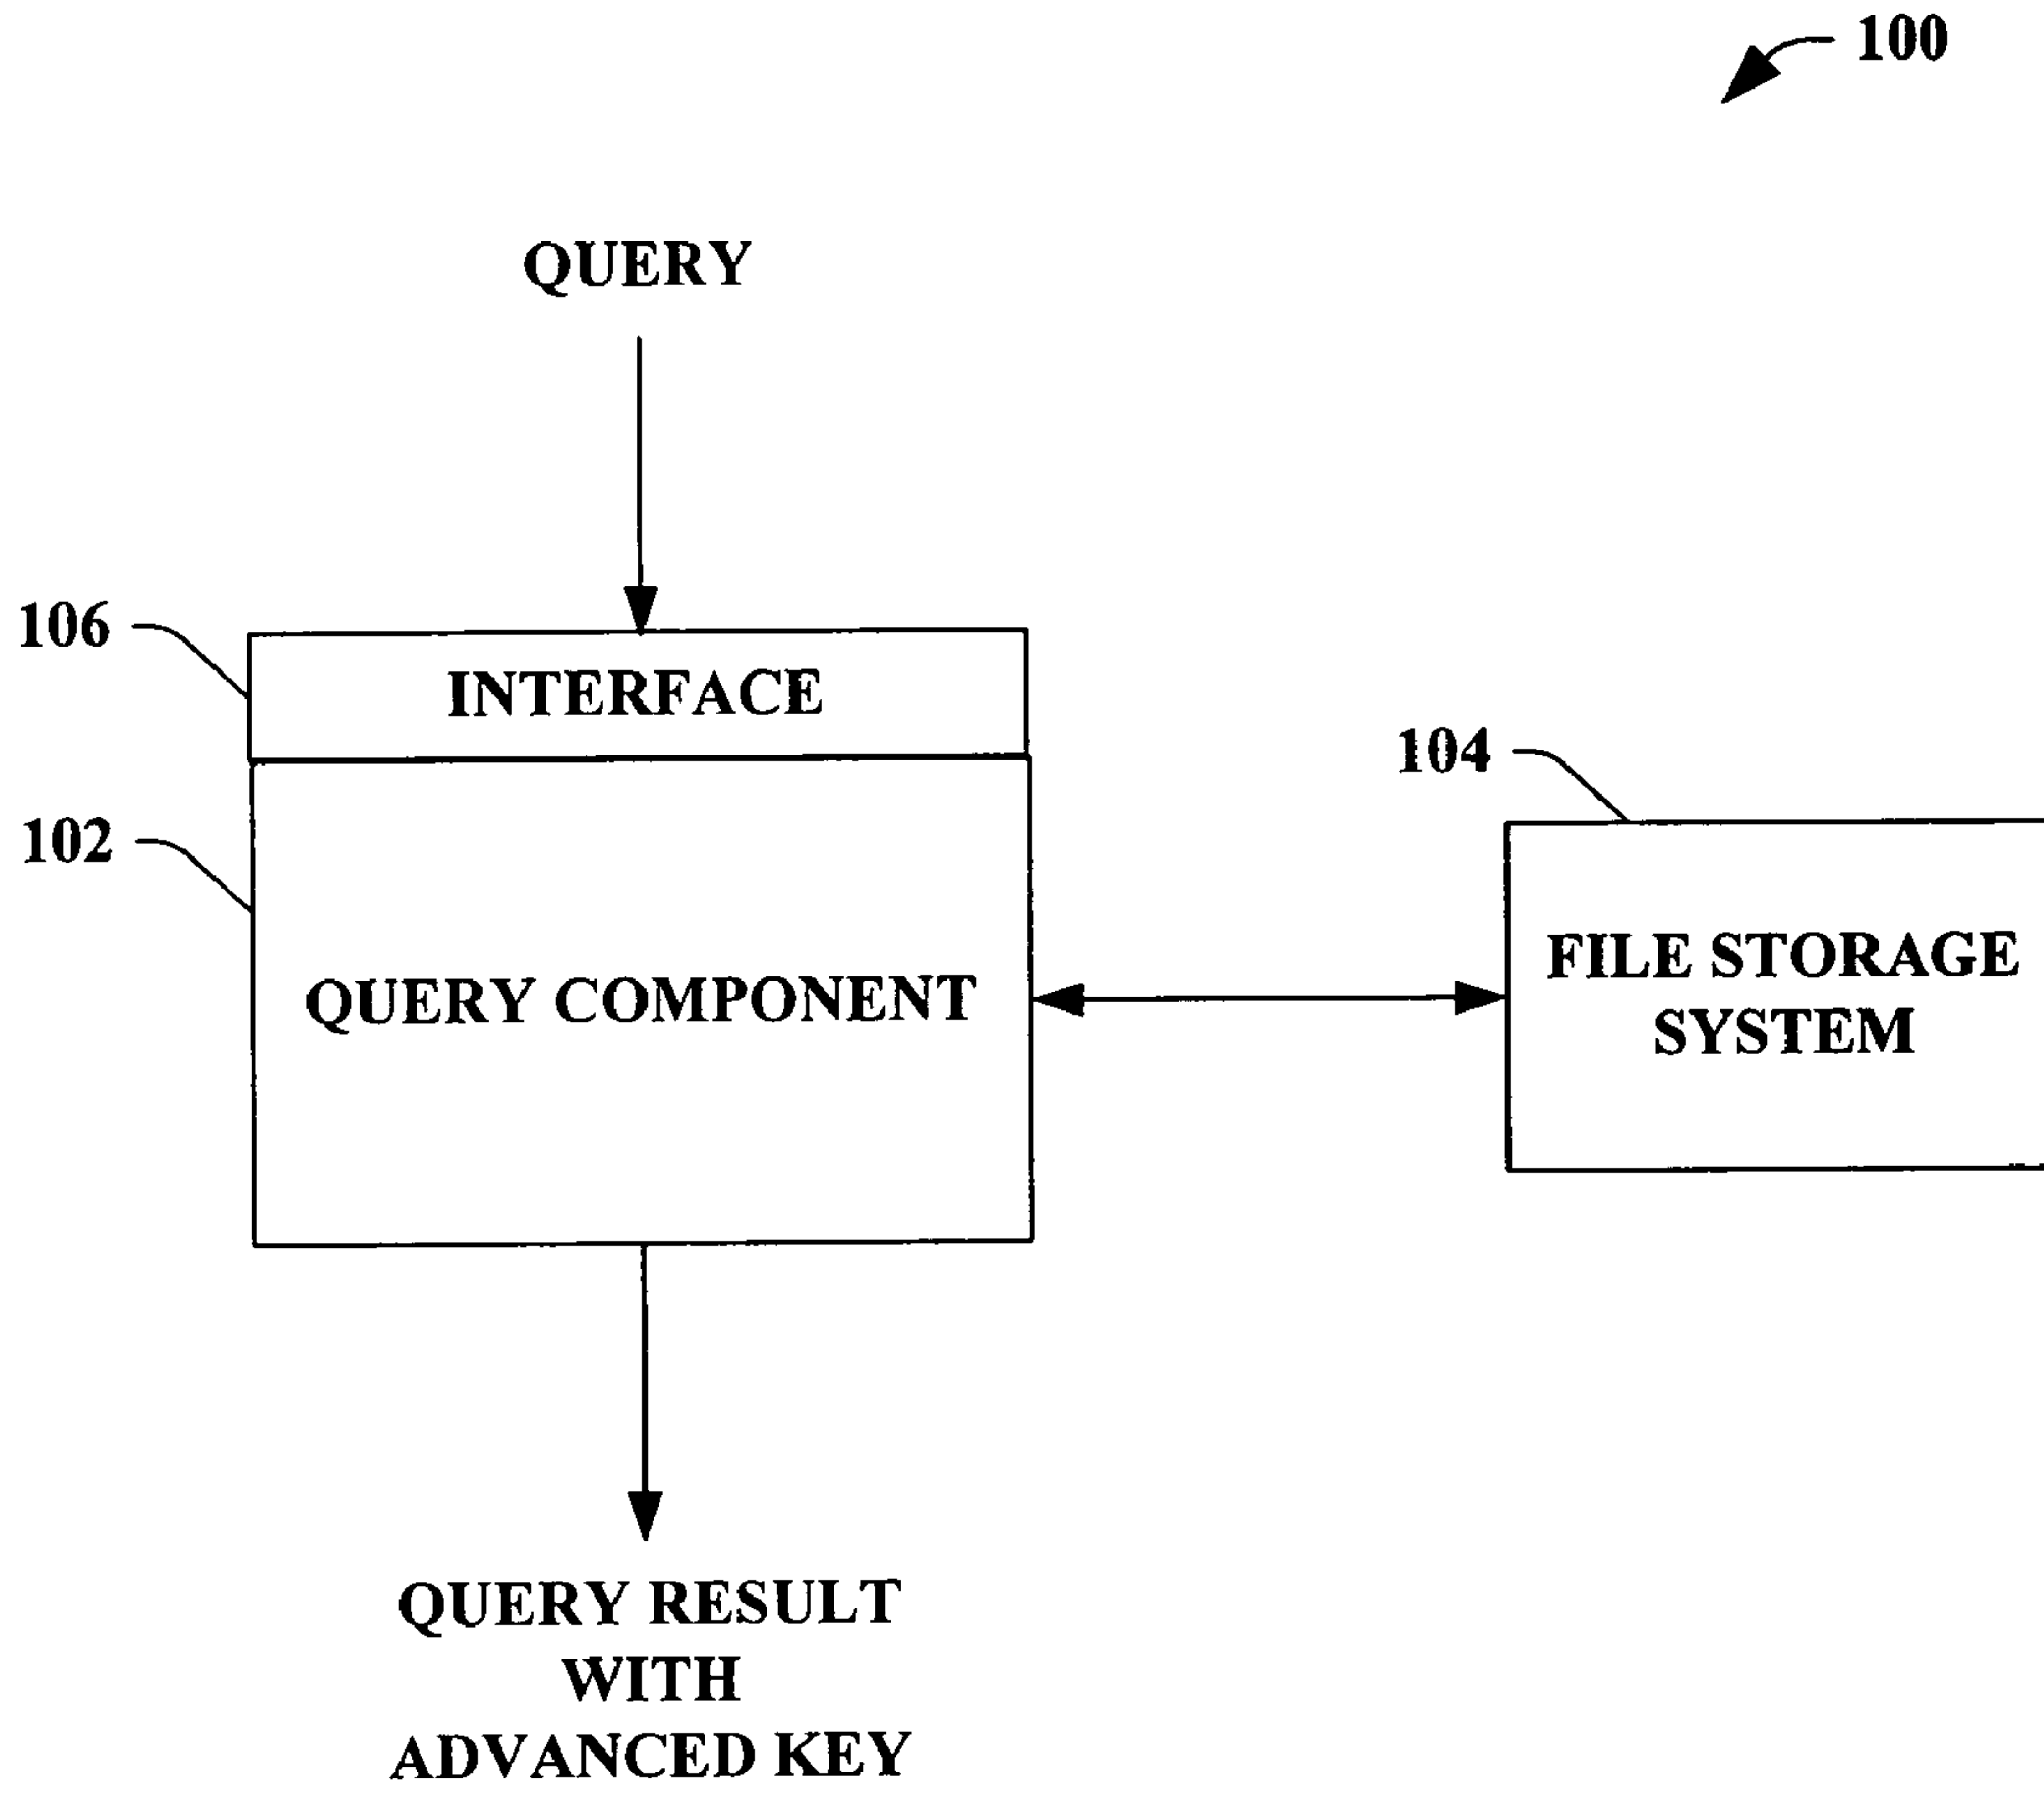 100
QUERY
106
INTERFACE
104
102
FILE STORAGE
SYSTEM
QUERY COMPONENT
QUERY RESULT
WITH
ADVANCED KEY